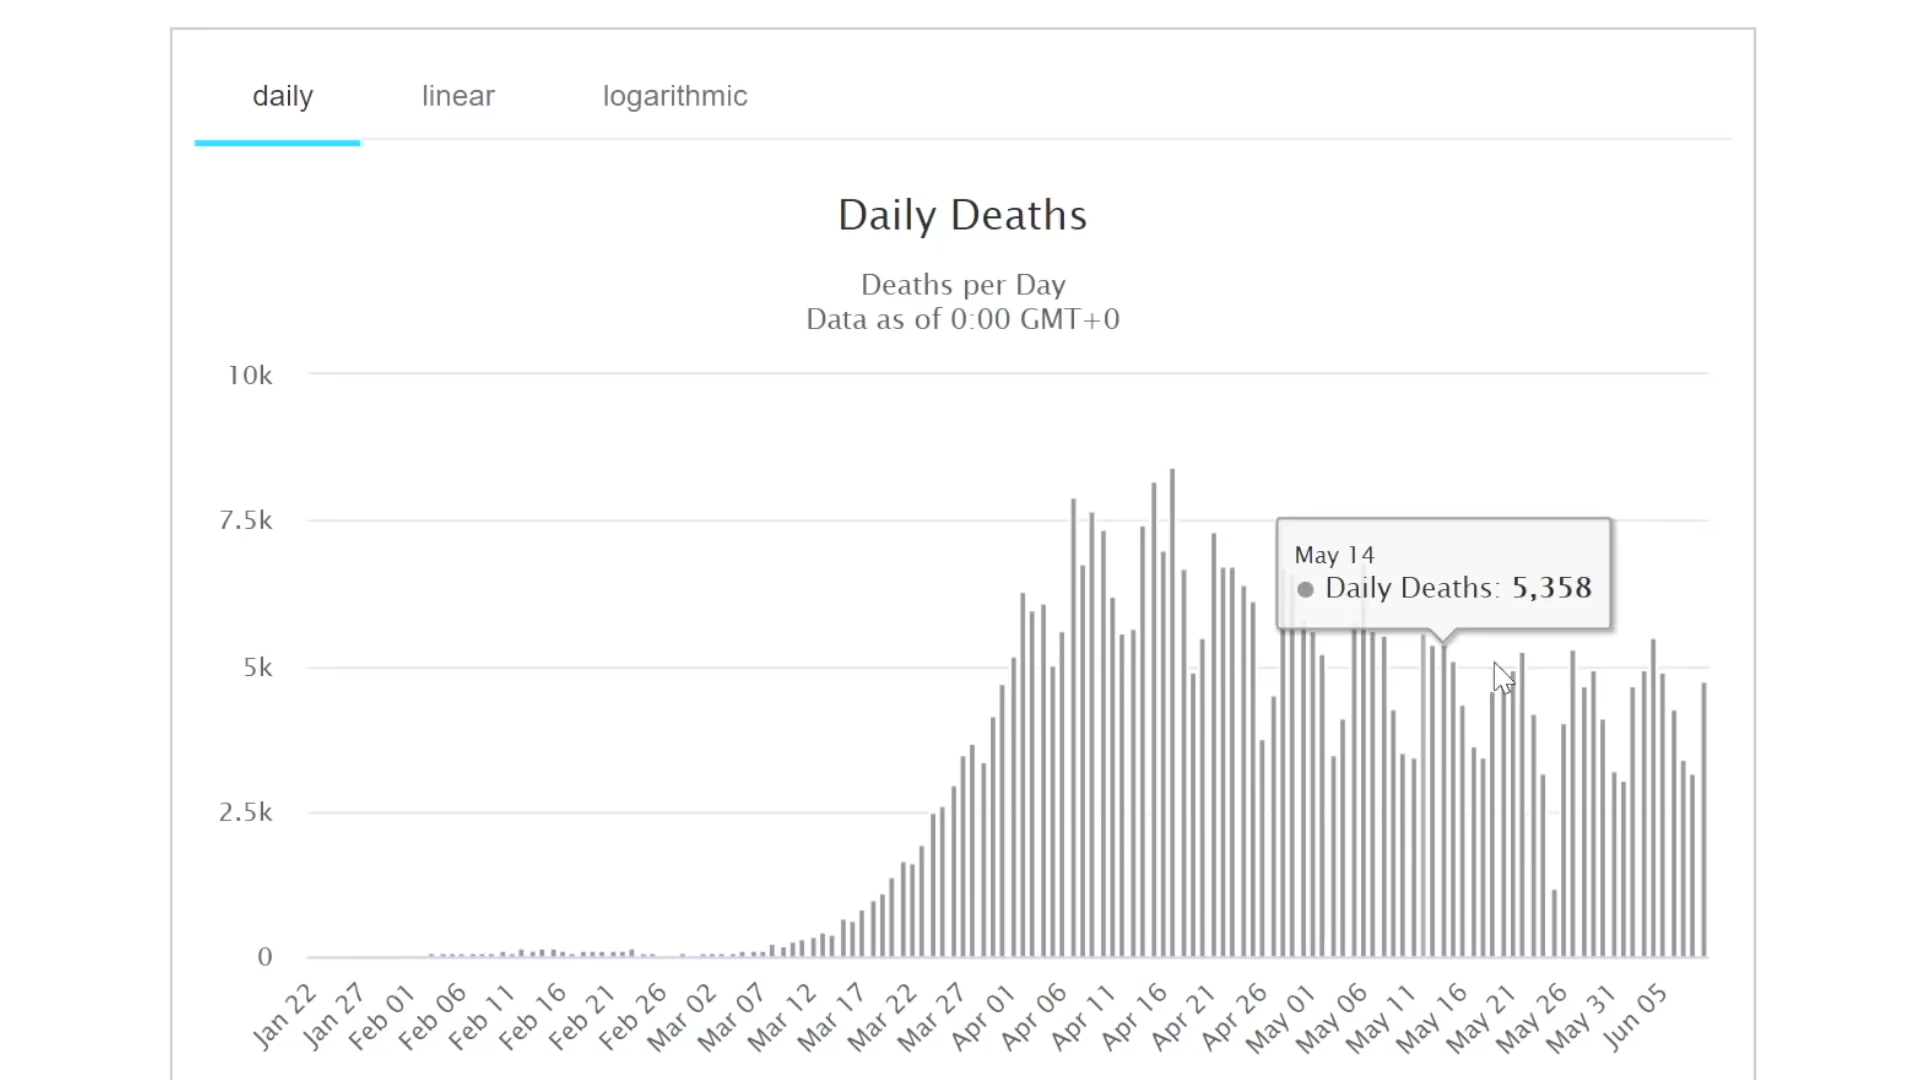 daily linear logarithmic
Daily Deaths
Deaths per Day
Data as of 0:00 GMT+0
10k
7.5k
5k
2.5k
0
May 14
Daily Deaths: 5,358
Jan 22 Jan 27 Feb 01 Feb 06 Feb 11 Feb 16 Feb 21 Feb 26 Mar 02 Mar 07 Mar 12 Mar 17 Mar 22 Mar 27 Apr 01 Apr 06 Apr 11 Apr 16 Apr 21 Apr 26 May 01 May 06 May 11 May 16 May 21 May 26 May 31 Jun 05